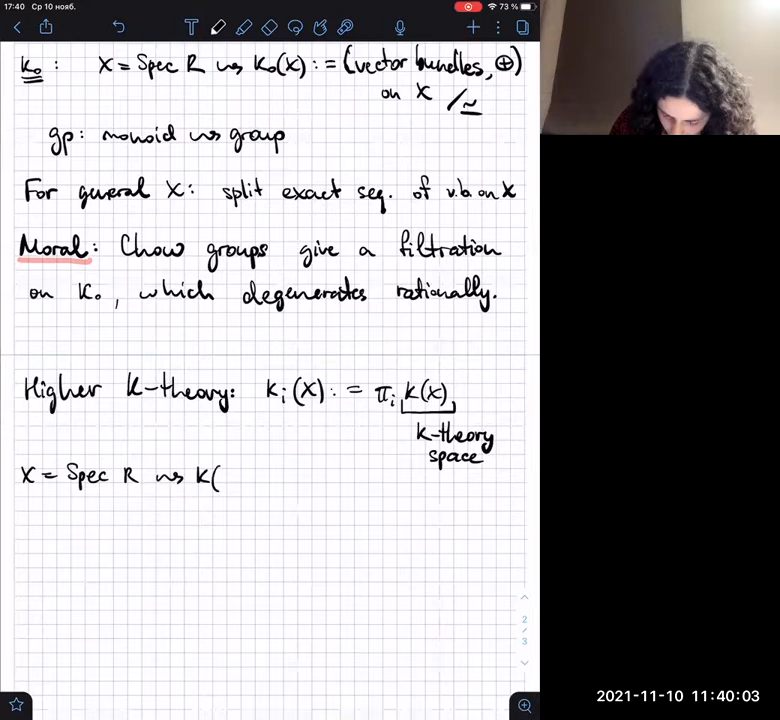 17:40 Ср 10 нояб.
73 %
K₀ : X = Spec R ⇝ K₀(X) := (vector bundles, ⊕)
on X /≃
gp: monoid ⇝ group
For general X: split exact seq. of v.b. on X
Moral: Chow groups give a filtration
on K₀, which degenerates rationally.
Higher K-theory: Kᵢ(X) := πᵢ K(X)
K-theory
space
X = Spec R ⇝ K(
2
/
3
2021-11-10 11:40:03